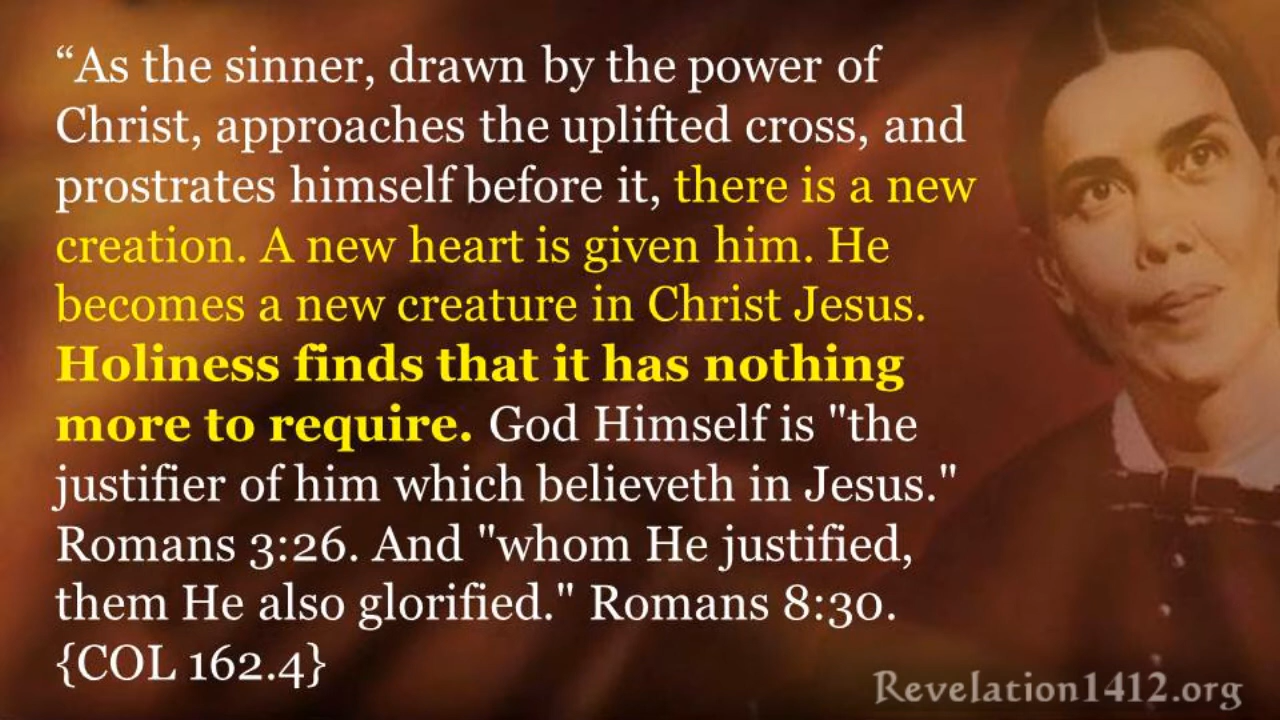 “As the sinner, drawn by the power of
Christ, approaches the uplifted cross, and
prostrates himself before it, there is a new
creation. A new heart is given him. He
becomes a new creature in Christ Jesus.
Holiness finds that it has nothing
more to require. God Himself is "the
justifier of him which believeth in Jesus."
Romans 3:26. And "whom He justified,
them He also glorified." Romans 8:30.
{COL 162.4}
Revelation1412.org